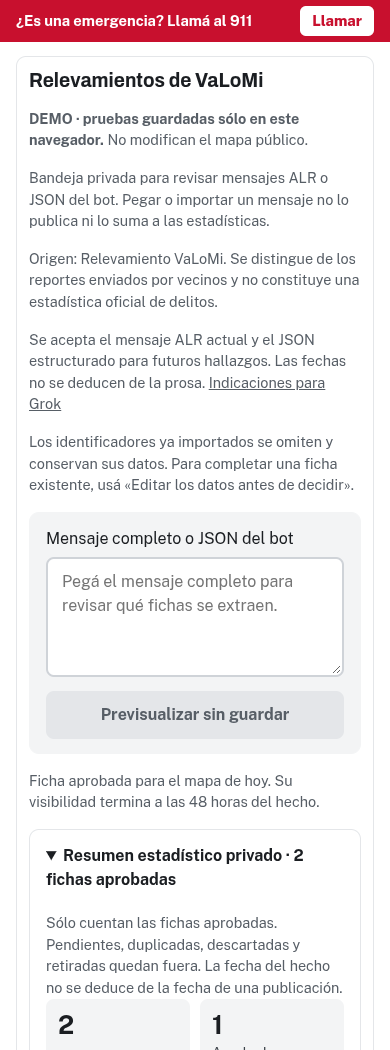 ¿Es una emergencia? Llamá al 911
Llamar
Relevamientos de VaLoMi
DEMO · pruebas guardadas sólo en este
navegador. No modifican el mapa público.
Bandeja privada para revisar mensajes ALR o
JSON del bot. Pegar o importar un mensaje no lo
publica ni lo suma a las estadísticas.
Origen: Relevamiento VaLoMi. Se distingue de los
reportes enviados por vecinos y no constituye una
estadística oficial de delitos.
Se acepta el mensaje ALR actual y el JSON
estructurado para futuros hallazgos. Las fechas
no se deducen de la prosa. Indicaciones para
Grok
Los identificadores ya importados se omiten y
conservan sus datos. Para completar una ficha
existente, usá «Editar los datos antes de decidir».
Mensaje completo o JSON del bot
Pegá el mensaje completo para
revisar qué fichas se extraen.
Previsualizar sin guardar
Ficha aprobada para el mapa de hoy. Su
visibilidad termina a las 48 horas del hecho.
▼ Resumen estadístico privado · 2
fichas aprobadas
Sólo cuentan las fichas aprobadas.
Pendientes, duplicadas, descartadas y
retiradas quedan fuera. La fecha del hecho
no se deduce de la fecha de una publicación.
2
1